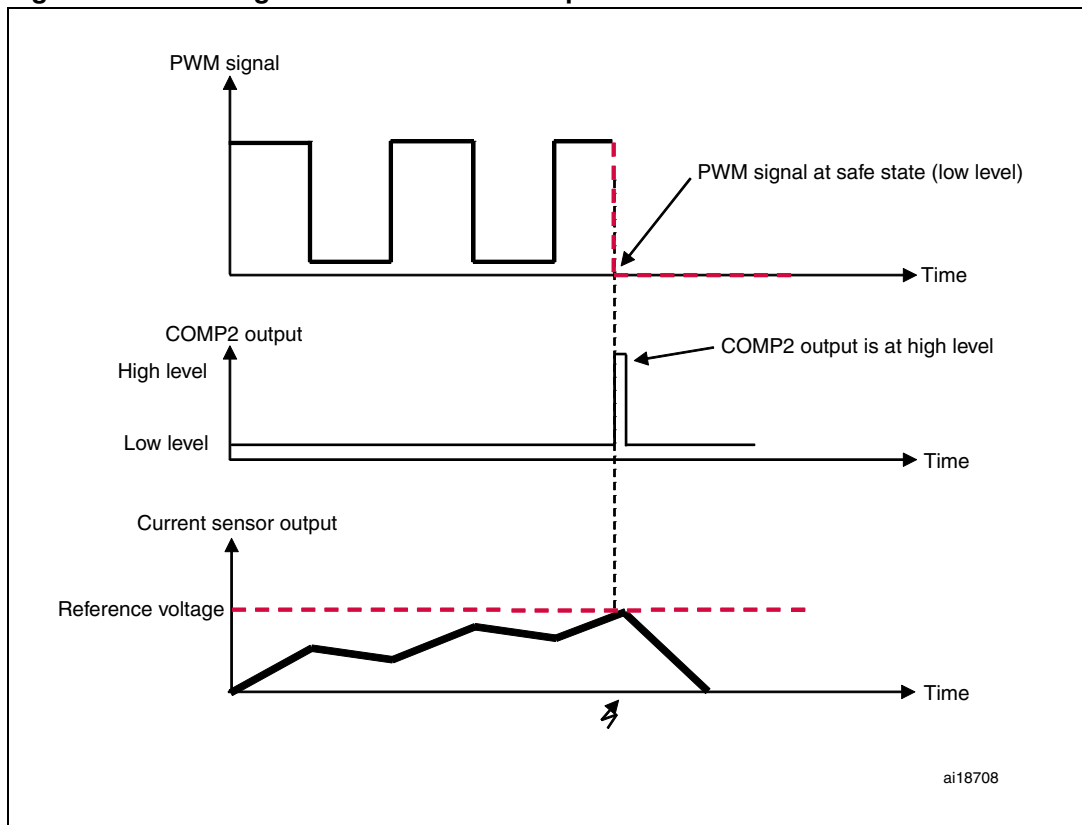 PWM signal
PWM signal at safe state (low level)
Time
COMP2 output
High level
COMP2 output is at high level
Low level
Time
Current sensor output
Reference voltage
Time
ai18708